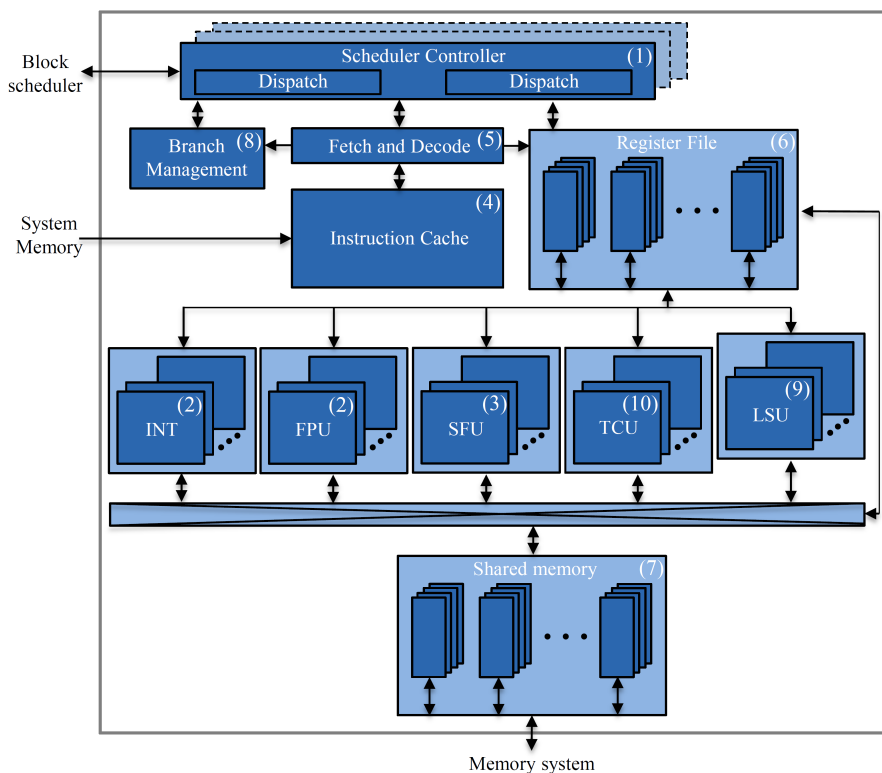 Scheduler Controller
(1)
Block
scheduler
Dispatch
Dispatch
Branch
Management
(8)
Fetch and Decode
(5)
Register File
(6)
System
Memory
Instruction Cache
(4)
INT
(2)
FPU
(2)
SFU
(3)
TCU
(10)
LSU
(9)
Shared memory
(7)
Memory system